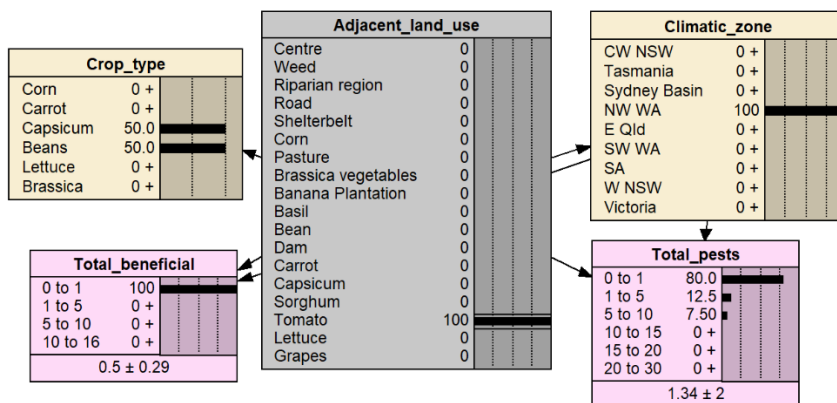 Crop_type
Corn 0 +
Carrot 0 +
Capsicum 50.0
Beans 50.0
Lettuce 0 +
Brassica 0 +
Adjacent_land_use
Centre 0
Weed 0
Riparian region 0
Road 0
Shelterbelt 0
Corn 0
Pasture 0
Brassica vegetables 0
Banana Plantation 0
Basil 0
Bean 0
Dam 0
Carrot 0
Capsicum 0
Sorghum 0
Tomato 100
Lettuce 0
Grapes 0
Climatic_zone
CW NSW 0 +
Tasmania 0 +
Sydney Basin 0 +
NW WA 100
E Qld 0 +
SW WA 0 +
SA 0 +
W NSW 0 +
Victoria 0 +
Total_beneficial
0 to 1 100
1 to 5 0 +
5 to 10 0 +
10 to 16 0 +
0.5 ± 0.29
Total_pests
0 to 1 80.0
1 to 5 12.5
5 to 10 7.50
10 to 15 0 +
15 to 20 0 +
20 to 30 0 +
1.34 ± 2